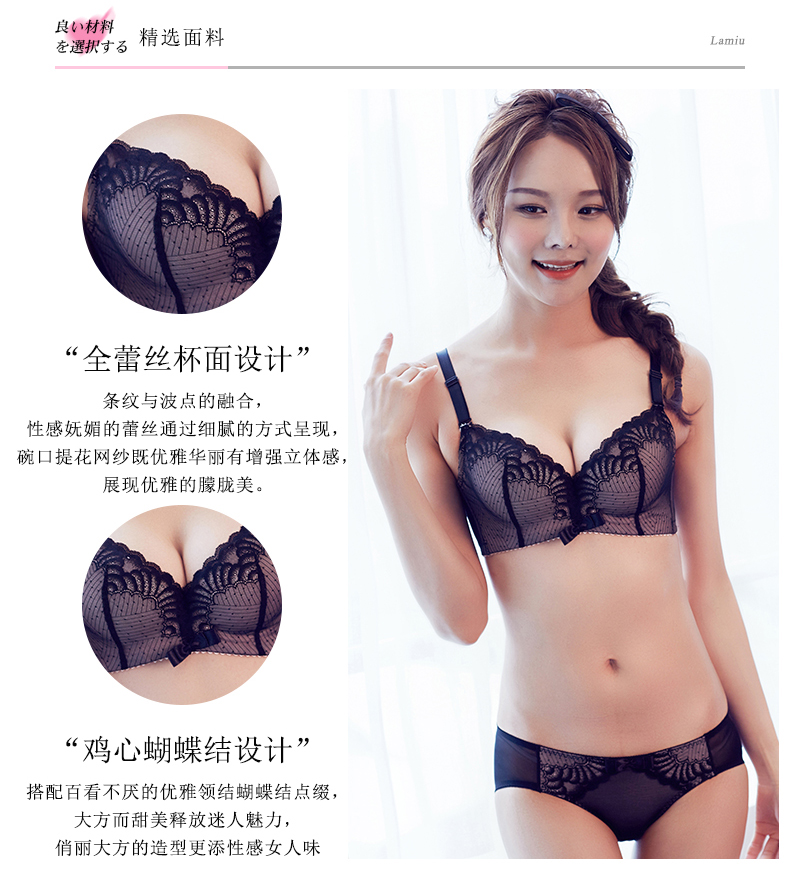 良い材料
を選択する
精选面料
Lamiu
“全蕾丝杯面设计”
条纹与波点的融合，
性感妩媚的蕾丝通过细腻的方式呈现，
碗口提花网纱既优雅华丽有增强立体感，
展现优雅的朦胧美。
“鸡心蝴蝶结设计”
搭配百看不厌的优雅领结蝴蝶结点缀，
大方而甜美释放迷人魅力，
俏丽大方的造型更添性感女人味